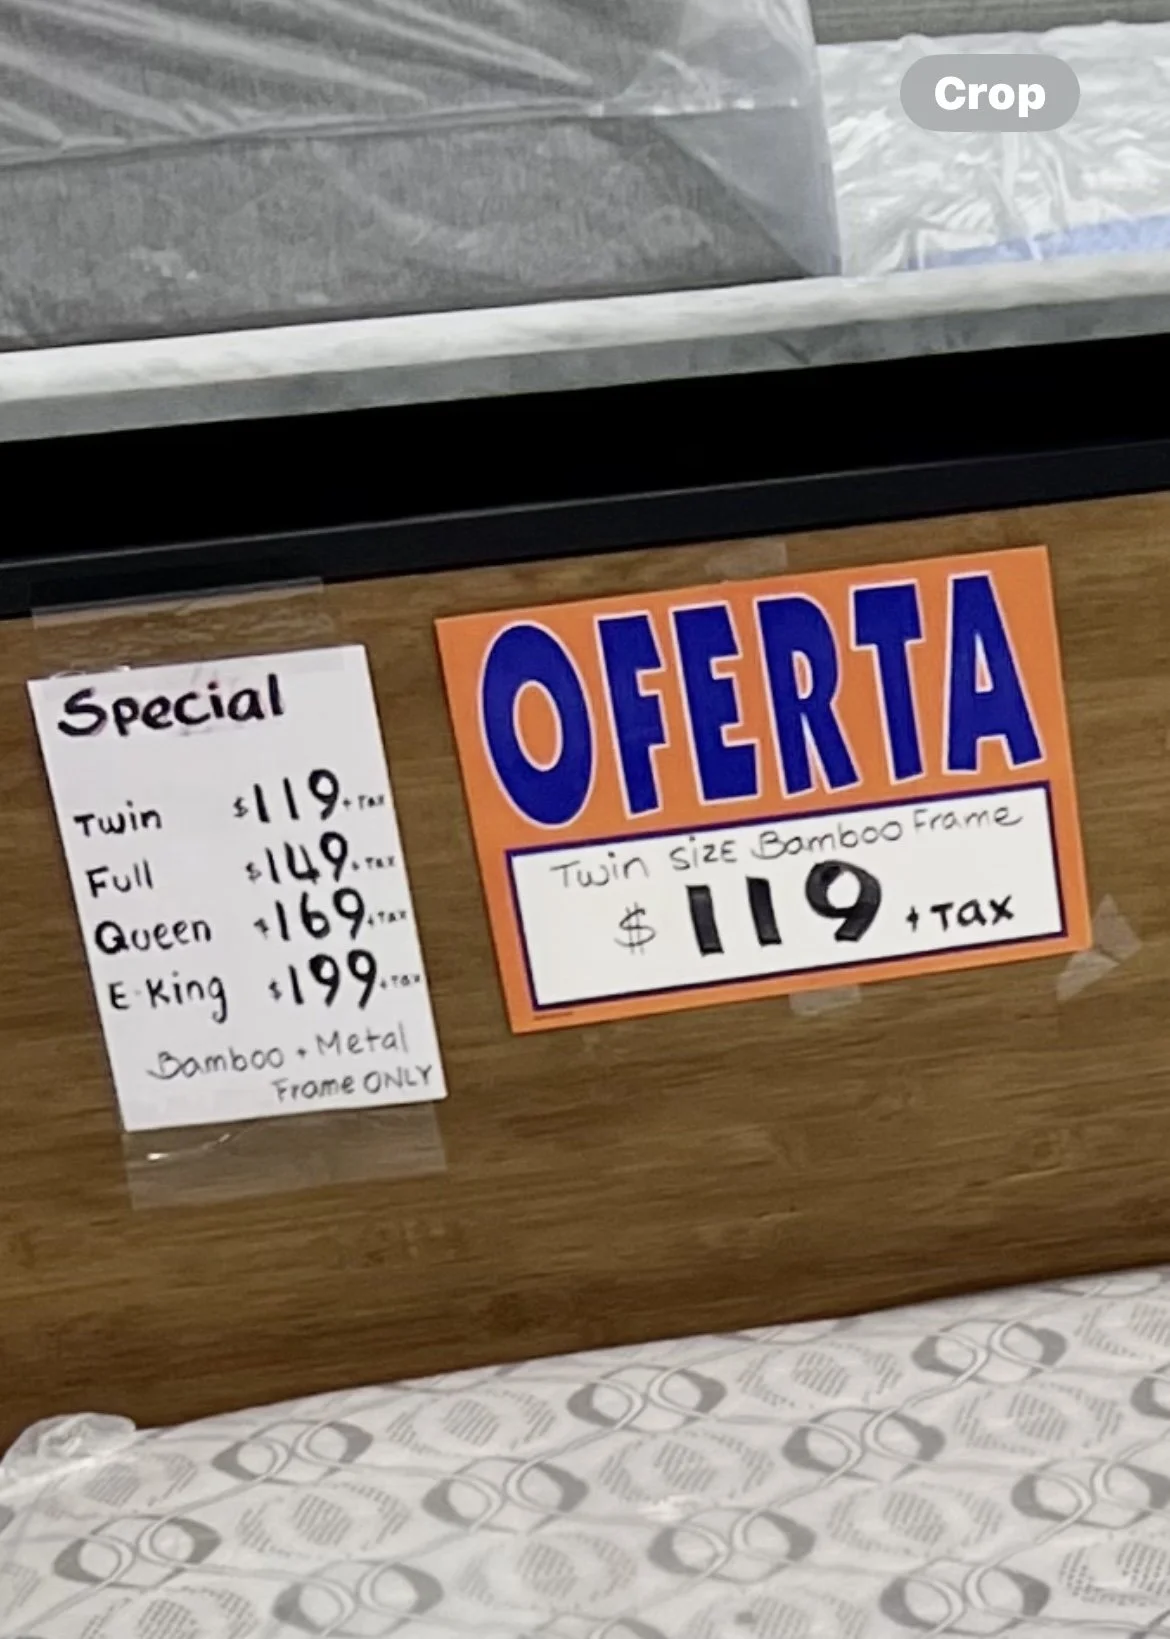 Crop
Special
Twin $119 + Tax
Full $149 + Tax
Queen $169 + Tax
E-King $199 + Tax
Bamboo + Metal
Frame ONLY
OFERTA
Twin SIZE Bamboo Frame
$119 + Tax